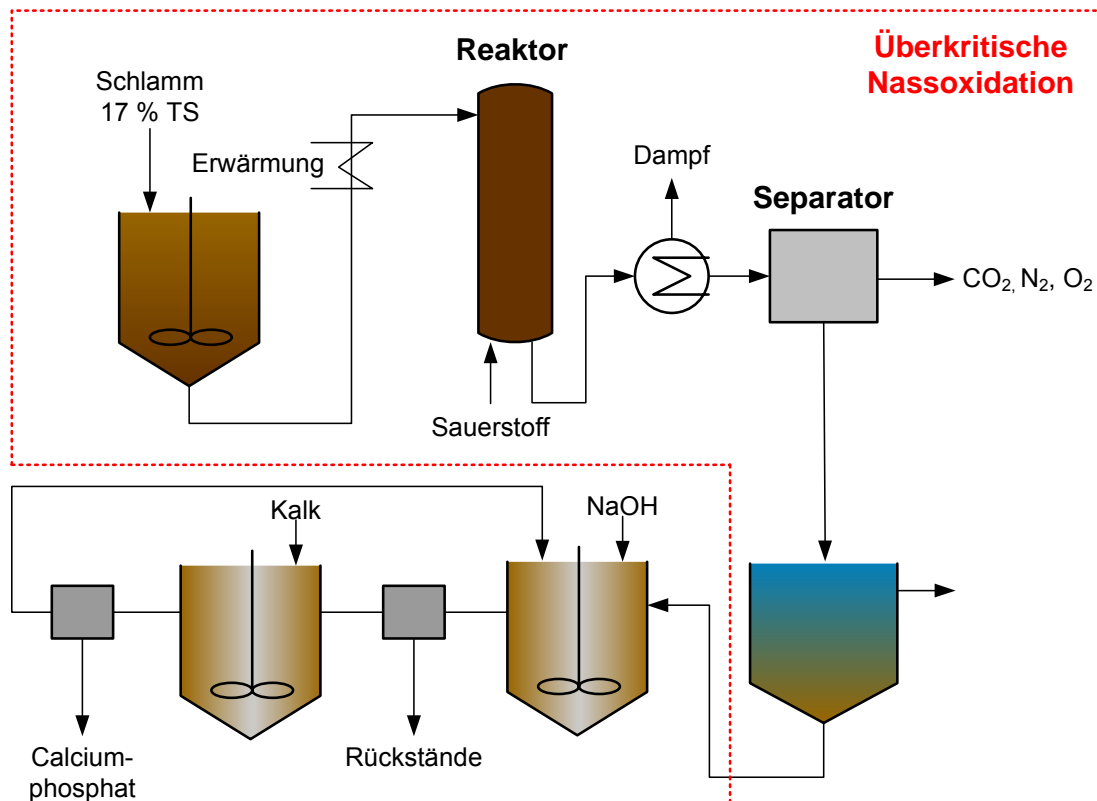 Reaktor
Überkritische
Nassoxidation
Schlamm
17 % TS
Erwärmung
Dampf
Separator
CO2, N2, O2
Sauerstoff
Kalk
NaOH
Calcium-
phosphat
Rückstände